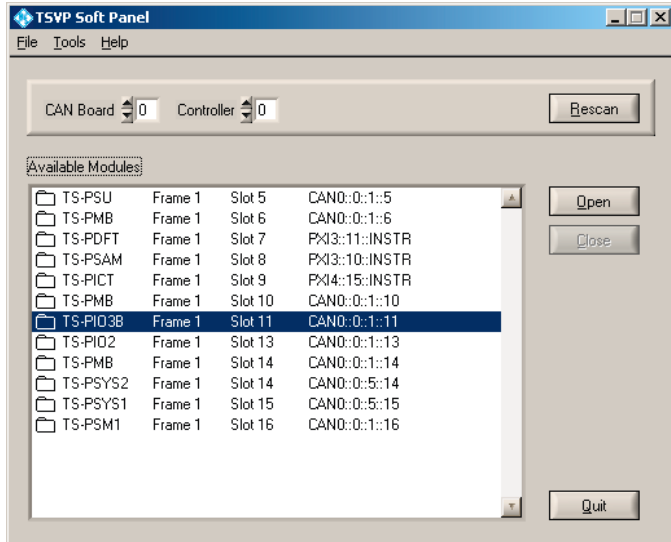 TSVP Soft Panel
File Tools Help
CAN Board 0 Controller 0 Rescan
Available Modules
TS-PSU Frame 1 Slot 5 CAN0::0::1::5
TS-PMB Frame 1 Slot 6 CAN0::0::1::6
TS-PDFT Frame 1 Slot 7 PXI3::11::INSTR
TS-PSAM Frame 1 Slot 8 PXI3::10::INSTR
TS-PICT Frame 1 Slot 9 PXI4::15::INSTR
TS-PMB Frame 1 Slot 10 CAN0::0::1::10
TS-PIO3B Frame 1 Slot 11 CAN0::0::1::11
TS-PIO2 Frame 1 Slot 13 CAN0::0::1::13
TS-PMB Frame 1 Slot 14 CAN0::0::1::14
TS-PSYS2 Frame 1 Slot 14 CAN0::0::5::14
TS-PSYS1 Frame 1 Slot 15 CAN0::0::5::15
TS-PSM1 Frame 1 Slot 16 CAN0::0::1::16
Open
Close
Quit